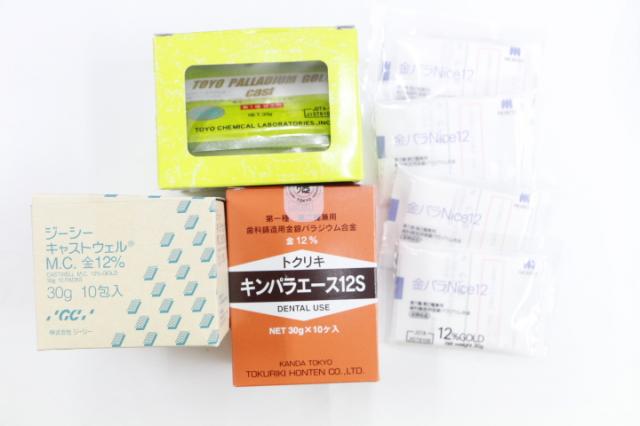 TOYO PALLADIUM GOLD
cast
NET 30g
TOYO CHEMICAL LABORATORIES, INC.
金パラNice12
金パラNice12
金パラNice12
金パラNice12
12%GOLD
ジーシー
キャストウェル®
M.C. 金12%
CASTWELL M.C. 12% GOLD
30g 10包入
GC
株式会社 ジーシー
第一種 第二種兼用
歯科鋳造用金銀パラジウム合金
金12%
トクリキ
キンパラエース12S
DENTAL USE
NET 30g×10ケ入
KANDA TOKYO
TOKURIKI HONTEN CO., LTD.